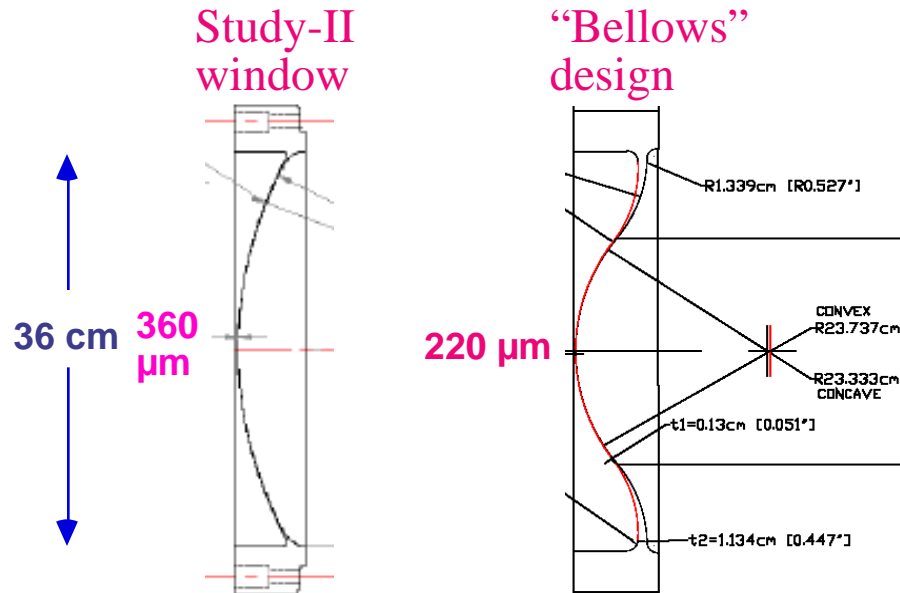 Study-II
window
“Bellows”
design
36 cm
360
µm
220 µm
R1.339cm [R0.527"]
CONVEX
R23.737cm
R23.333cm
CONCAVE
t1=0.13cm [0.051"]
t2=1.134cm [0.447"]